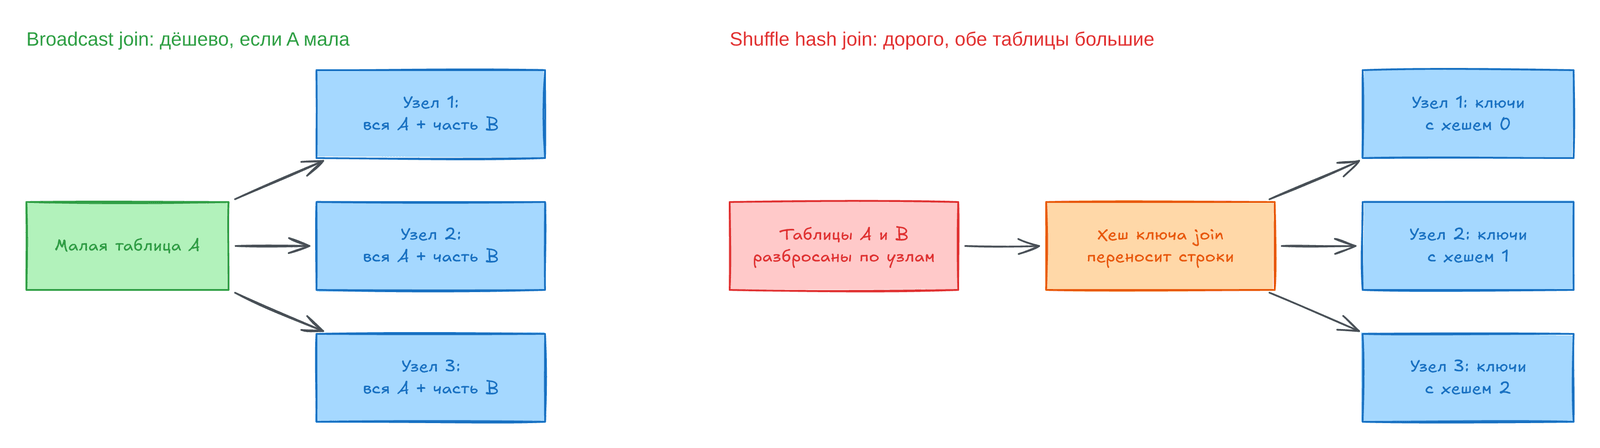 Broadcast join: дёшево, если A мала
Узел 1:
вся A + часть B
Малая таблица A
Узел 2:
вся A + часть B
Узел 3:
вся A + часть B
Shuffle hash join: дорого, обе таблицы большие
Таблицы A и B
разбросаны по узлам
Хеш ключа join
переносит строки
Узел 1: ключи
с хешем 0
Узел 2: ключи
с хешем 1
Узел 3: ключи
с хешем 2